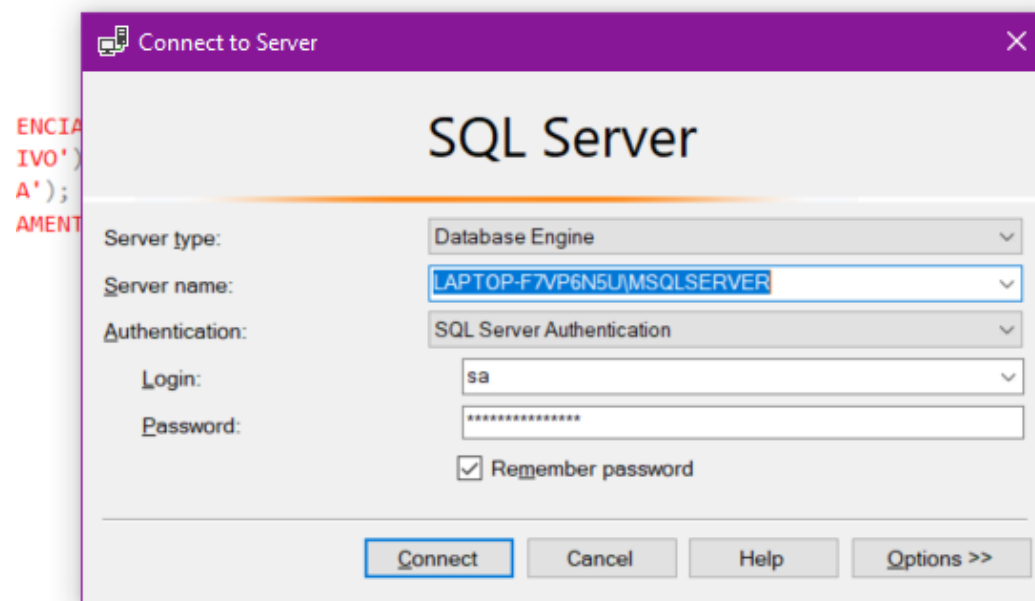 Connect to Server
SQL Server
ENCIA
IVO')
A');
AMENT
Server type: Database Engine
Server name: LAPTOP-F7VP6N5U\MSQLSERVER
Authentication: SQL Server Authentication
Login: sa
Password: ***************
Remember password
Connect Cancel Help Options >>